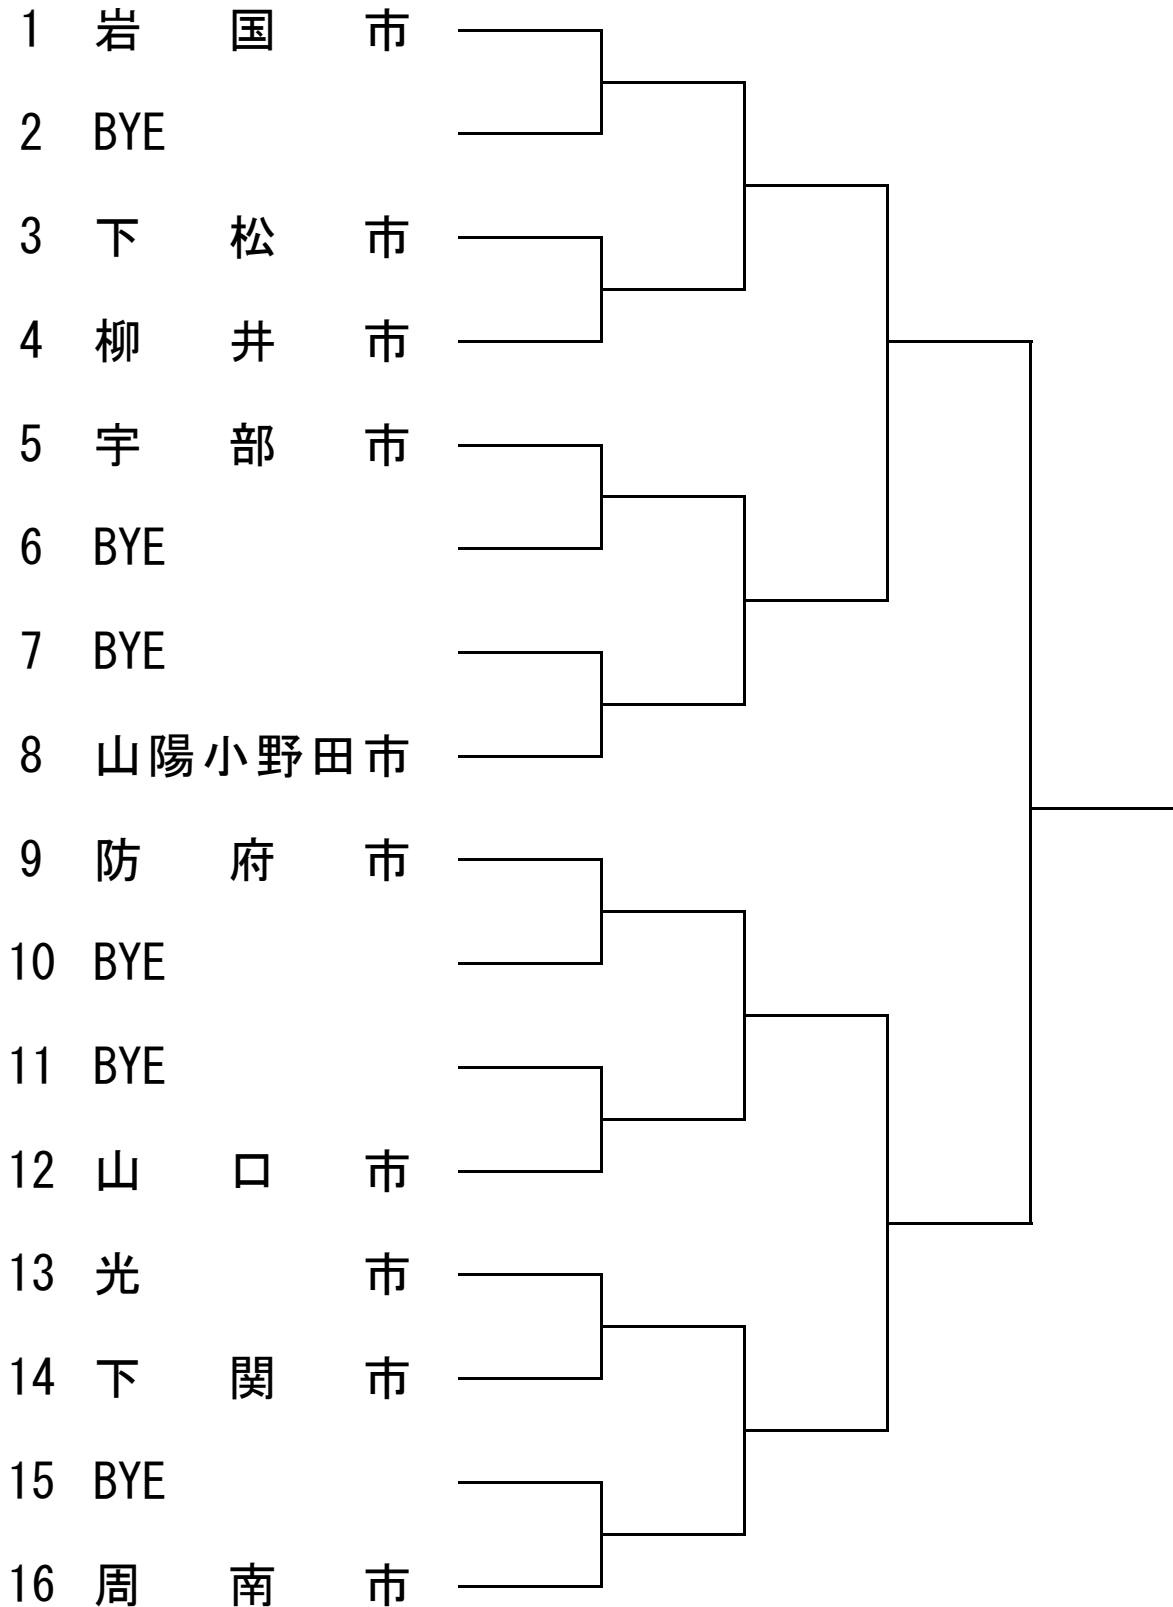 1 岩国市
2 BYE
3 下松市
4 柳井市
5 宇部市
6 BYE
7 BYE
8 山陽小野田市
9 防府市
10 BYE
11 BYE
12 山口市
13 光市
14 下関市
15 BYE
16 周南市